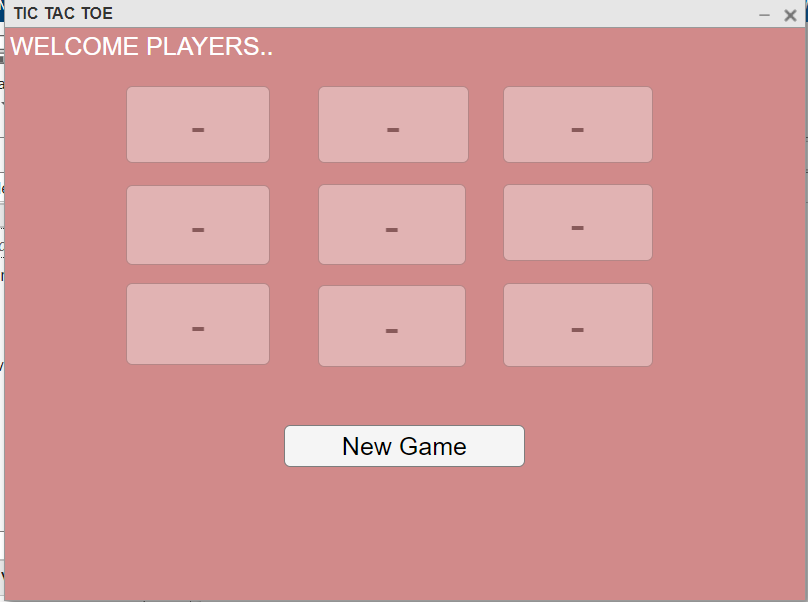 TIC TAC TOE
WELCOME PLAYERS..
- - -
- - -
- - -
New Game